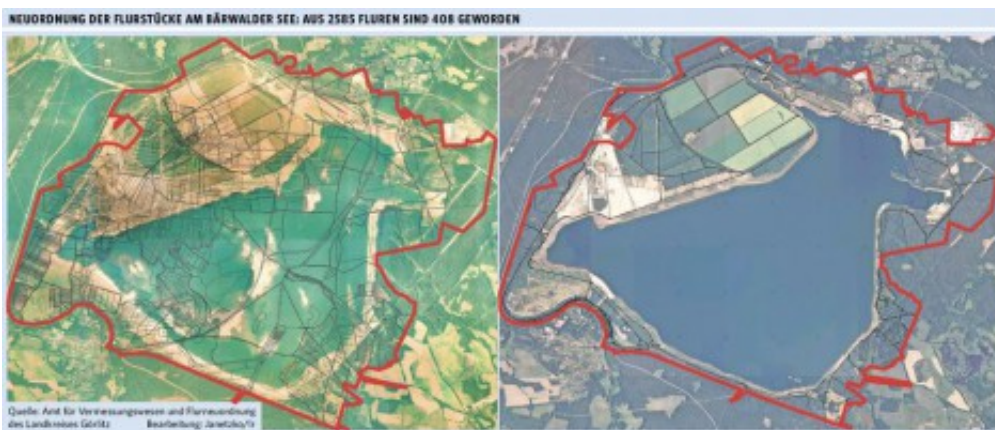 NEUORDNUNG DER FLURSTÜCKE AM BÄRWALDER SEE: AUS 2585 FLUREN SIND 408 GEWORDEN
Quelle: Amt für Vermessungswesen und Flurneuordnung
des Landkreises Görlitz Bearbeitung: Janetzko/ir